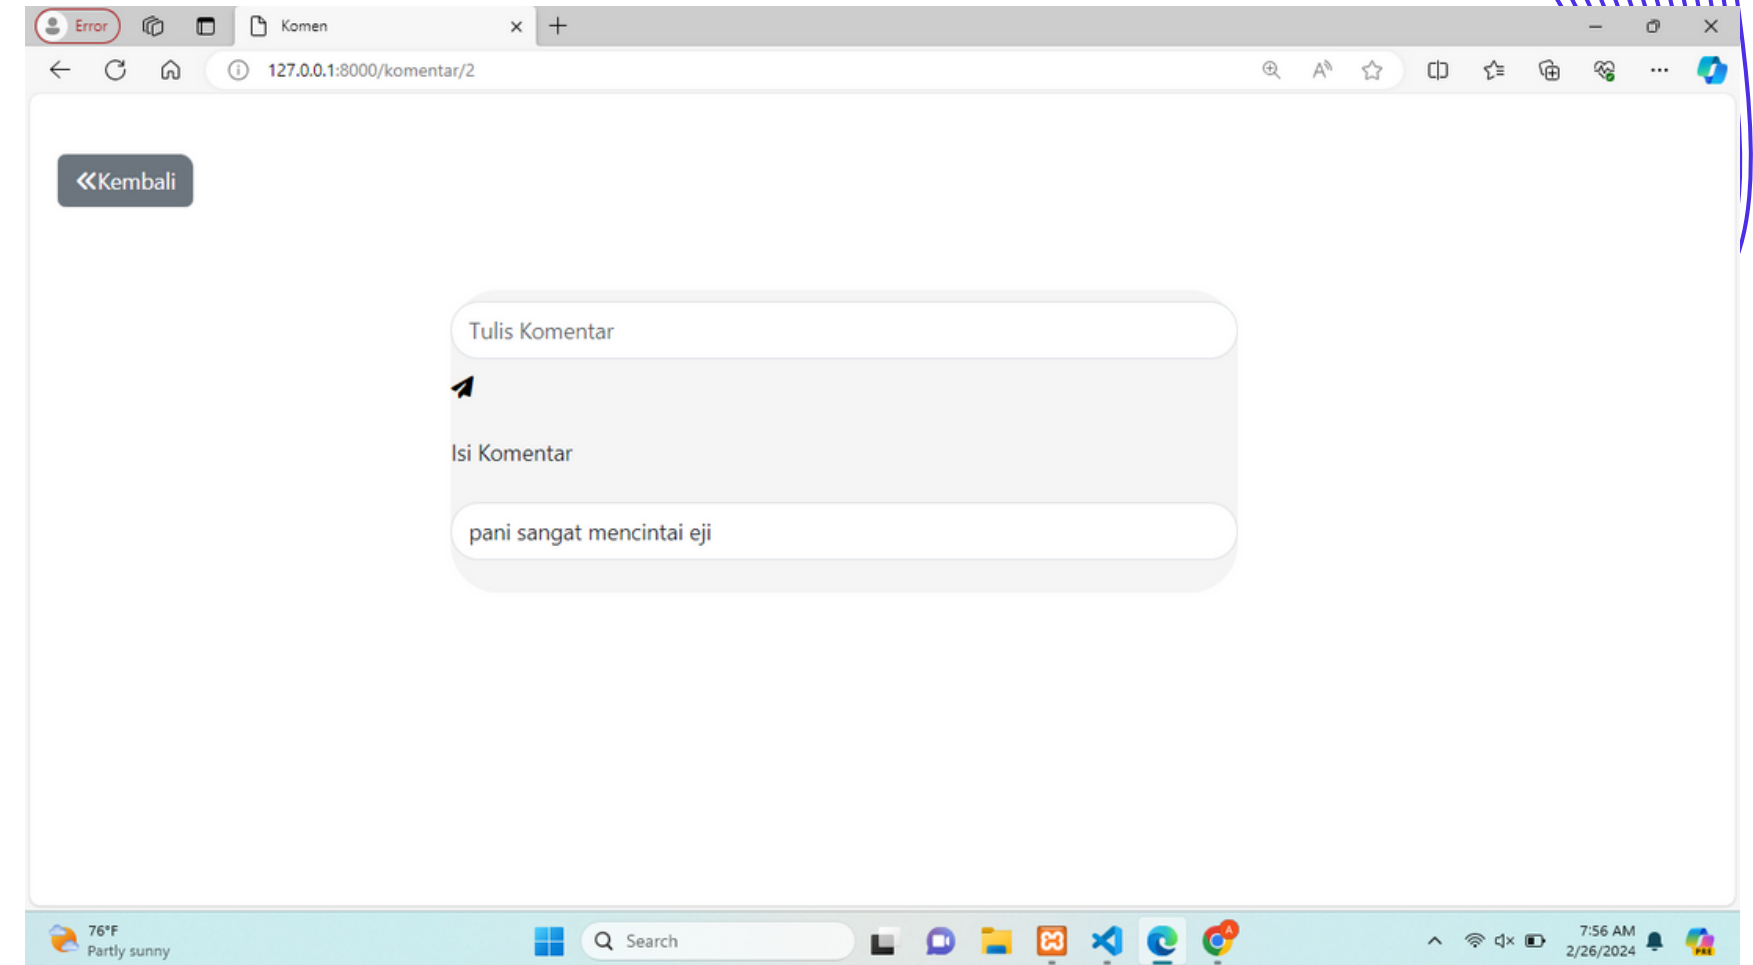 Error
Komen
127.0.0.1:8000/komentar/2
Kembali
Tulis Komentar
Isi Komentar
pani sangat mencintai eji
76°F
Partly sunny
Search
7:56 AM
2/26/2024
PRE